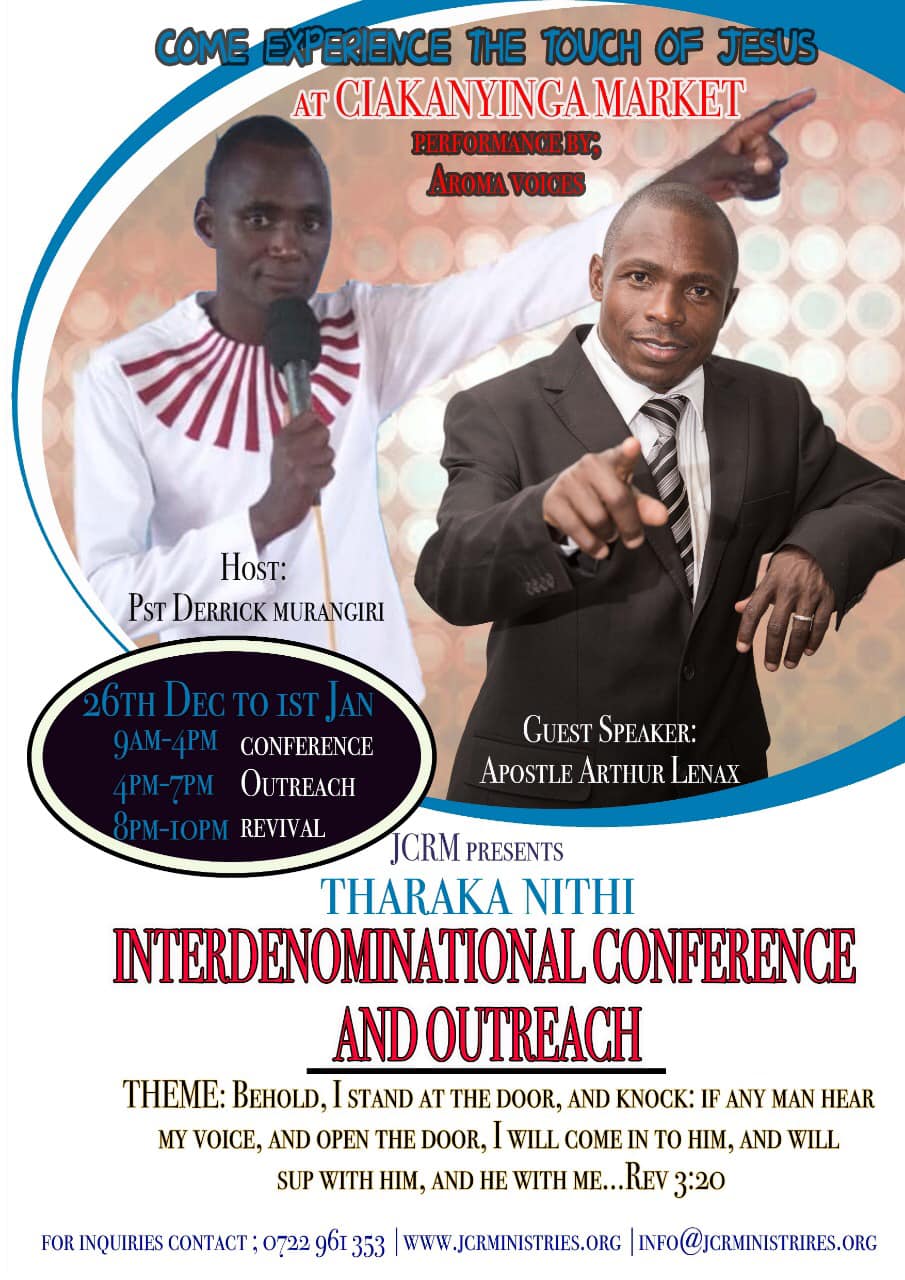 COME EXPERIENCE THE TOUCH OF JESUS
AT CIAKANYINGA MARKET
PERFORMANCE BY;
AROMA VOICES
HOST:
PST DERRICK MURANGIRI
GUEST SPEAKER:
APOSTLE ARTHUR LENAX
26TH DEC TO 1ST JAN
9AM-4PM CONFERENCE
4PM-7PM OUTREACH
8PM-10PM REVIVAL
JCRM PRESENTS
THARAKA NITHI
INTERDENOMINATIONAL CONFERENCE
AND OUTREACH
THEME: BEHOLD, I STAND AT THE DOOR, AND KNOCK: IF ANY MAN HEAR
MY VOICE, AND OPEN THE DOOR, I WILL COME IN TO HIM, AND WILL
SUP WITH HIM, AND HE WITH ME...REV 3:20
FOR INQUIRIES CONTACT ; 0722 961 353 | WWW.JCRMINISTRIES.ORG | INFO@JCRMINISTRIRES.ORG